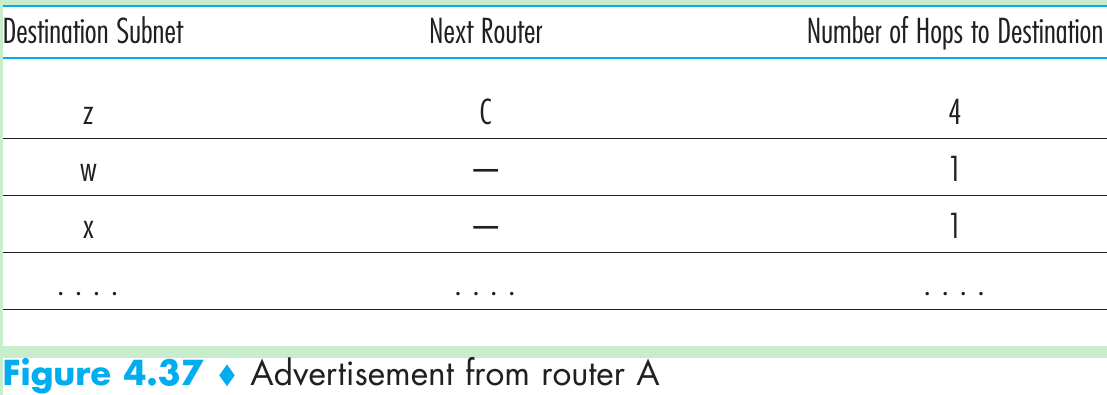 Destination Subnet Next Router Number of Hops to Destination
z C 4
w — 1
x — 1
. . . . . . . . . . . .
Figure 4.37 ♦ Advertisement from router A